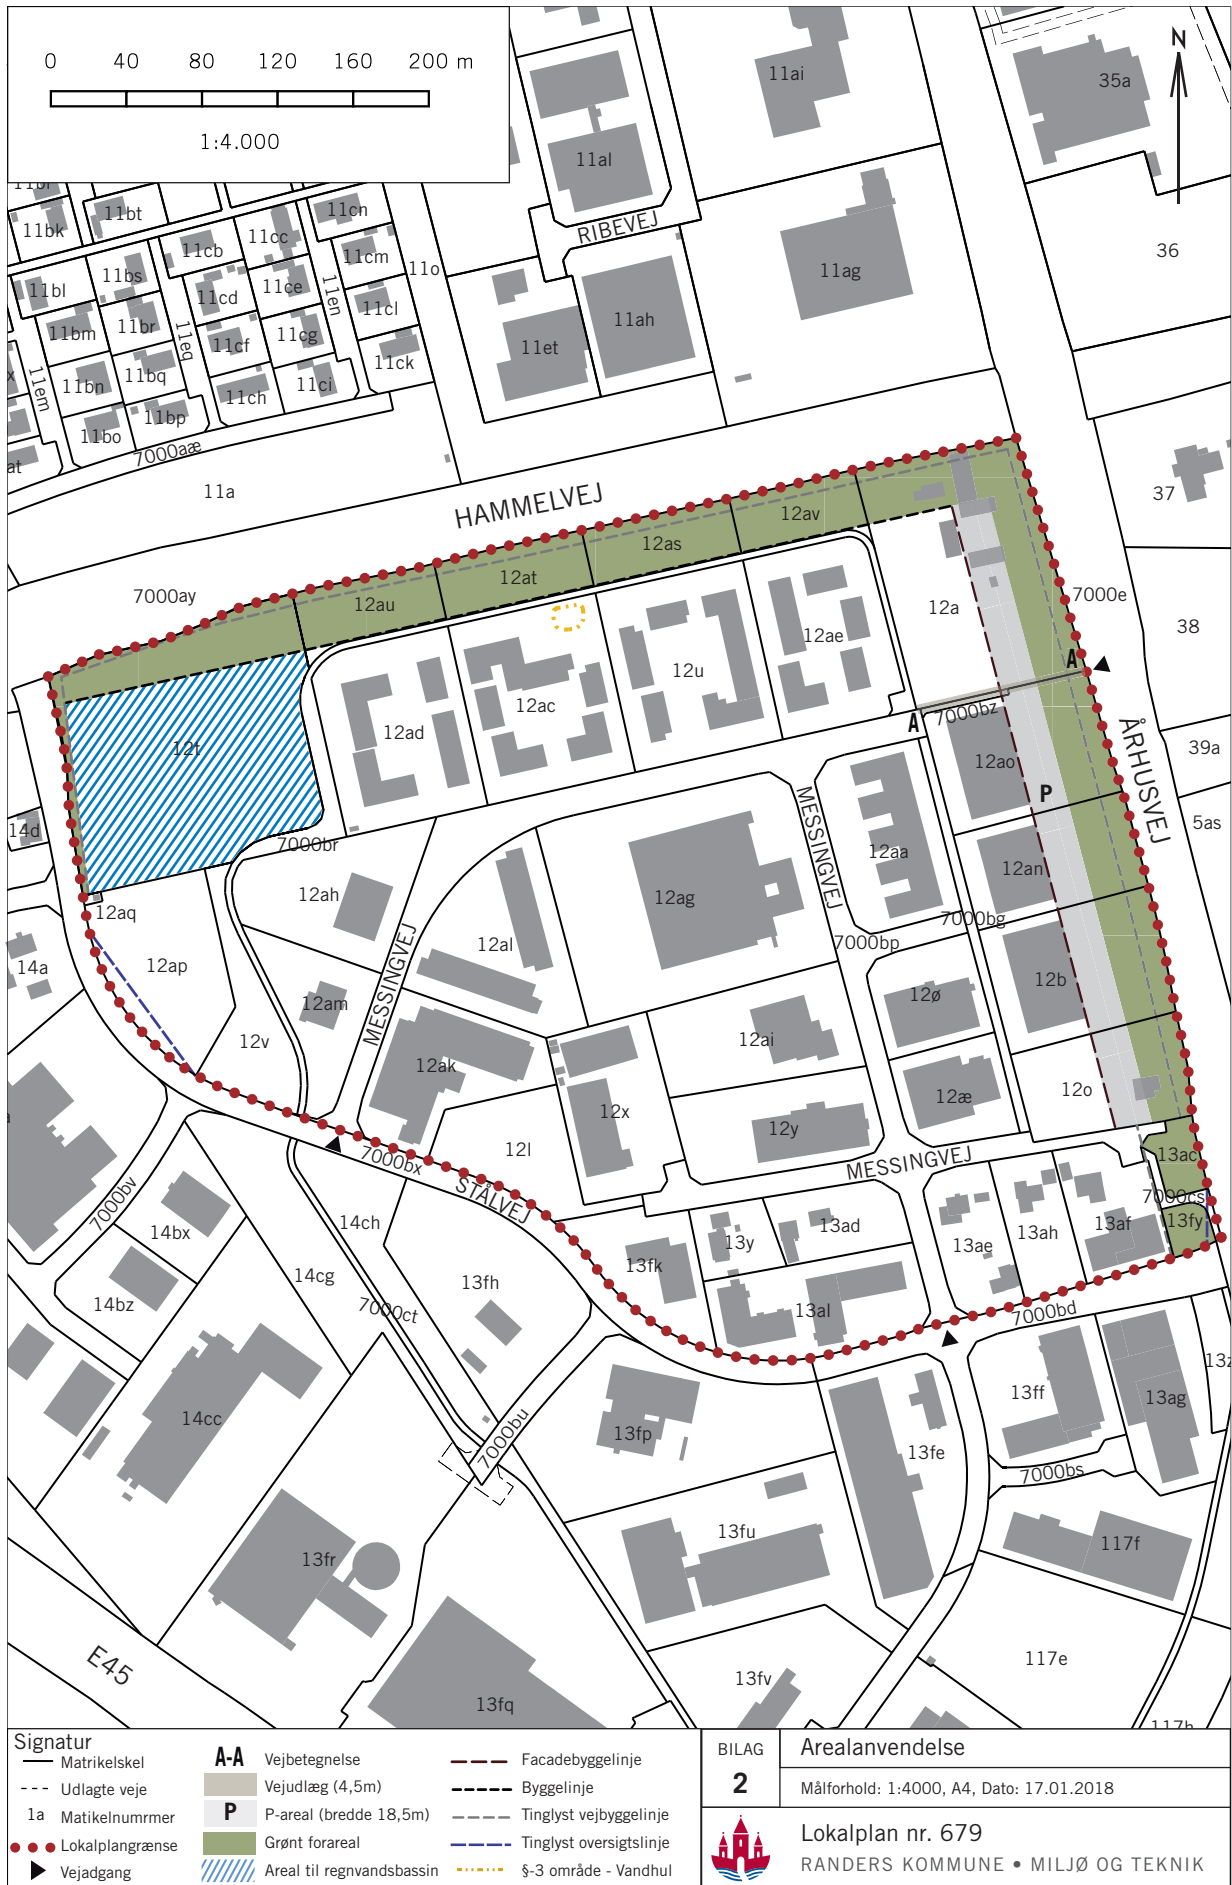 0 40 80 120 160 200 m
1:4.000
N
35a
11ai
11al
36
RIBEVEJ
11bt
11bk
11cn
11cc
11cb
11cm
11o
11ag
11bs
11bl
11cd
11ce
11en
11cl
11ah
11br
11bm
11eq
11cf
11cg
11ck
11et
11em
11bn
11bq
11ch
11ci
11bo
11bp
7000aæ
11a
37
HAMMELVEJ
12av
12as
12at
12au
7000ay
7000e
38
12a
12ae
12u
12ac
12ad
A
A
7000bz
ÅRHUSVEJ
39a
12t
12ao
P
5as
MESSINGVEJ
14d
7000br
12aa
12an
12ah
12ag
12aq
7000bg
7000bp
12al
14a
12ap
MESSINGVEJ
12b
12ø
12am
12v
12ai
12ak
12o
12æ
12x
12y
12l
7000bx
13ac
MESSINGVEJ
STÅLVEJ
7000cs
13fy
7000bv
14bx
14ch
13ad
13y
13ah
13af
13ae
13fk
14cg
13fh
14bz
7000ct
13al
7000bd
13ff
13ag
14cc
13fp
7000bu
13fe
7000bs
13fu
117f
13fr
117e
E45
13fv
13fq
Signatur
Matrikelskel
Udlagte veje
1a Matikelnumrmer
Lokalplangrænse
Vejadgang
A-A Vejbetegnelse
Vejudlæg (4,5m)
P P-areal (bredde 18,5m)
Grønt forareal
Areal til regnvandsbassin
Facadebyggelinje
Byggelinje
Tinglyst vejbyggelinje
Tinglyst oversigtslinje
§-3 område - Vandhul
BILAG
2
Arealanvendelse
Målforhold: 1:4000, A4, Dato: 17.01.2018
Lokalplan nr. 679
RANDERS KOMMUNE • MILJØ OG TEKNIK